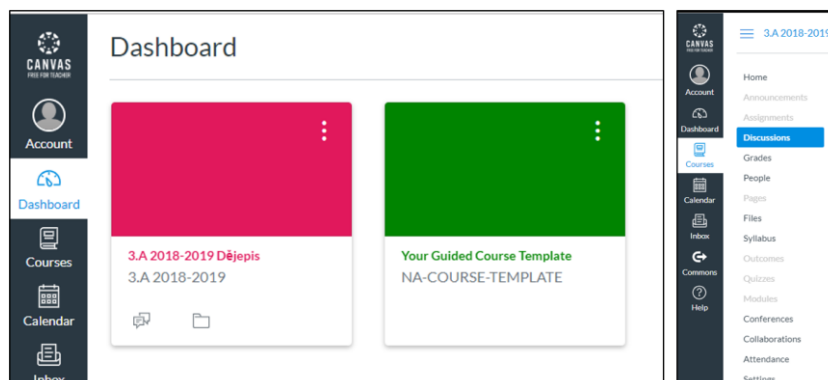 CANVAS
FREE FOR TEACHER
Account
Dashboard
Courses
Calendar
Inbox
Dashboard
3.A 2018-2019 Dějepis
3.A 2018-2019
Your Guided Course Template
NA-COURSE-TEMPLATE
CANVAS
FREE FOR TEACHER
Account
Dashboard
Courses
Calendar
Inbox
Commons
Help
3.A 2018-2019
Home
Announcements
Assignments
Discussions
Grades
People
Pages
Files
Syllabus
Outcomes
Quizzes
Modules
Conferences
Collaborations
Attendance
Settings